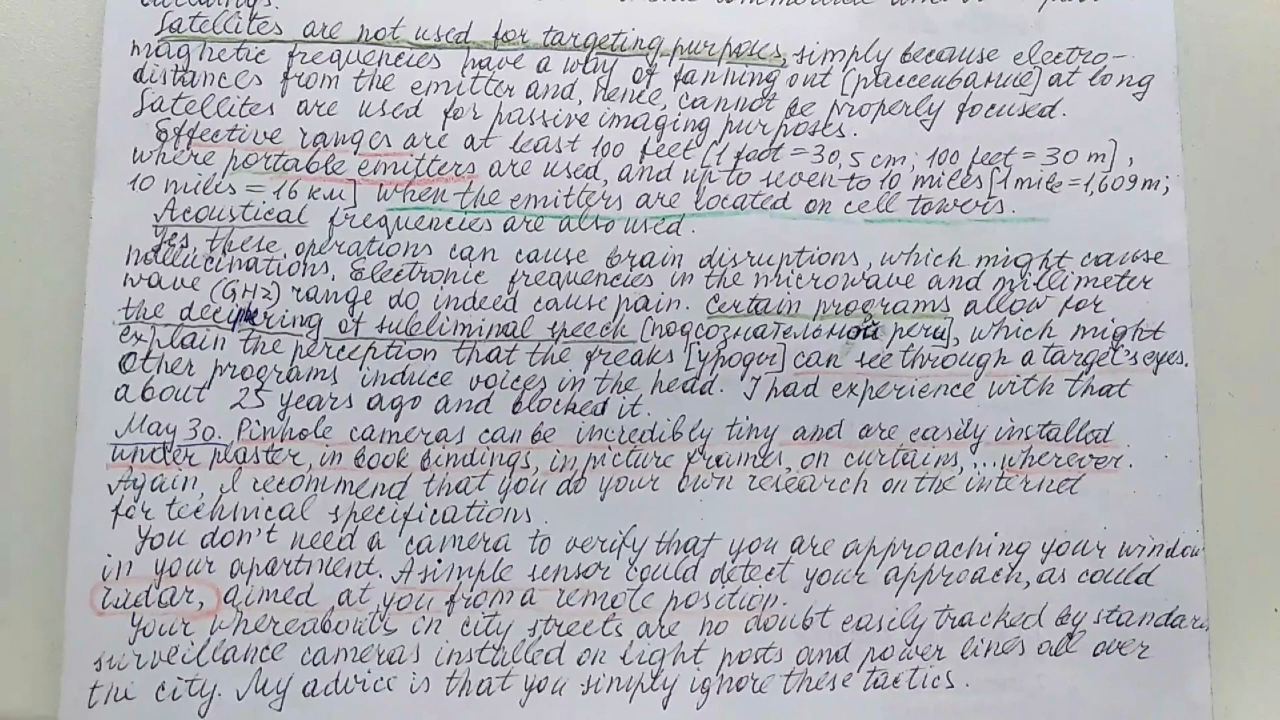 Satellites are not used for targeting purposes, simply because electro-
magnetic frequencies have a way of fanning out [рассеивание] at long
distances from the emitter and, hence, cannot be properly focused.
Satellites are used for passive imaging purposes.
Effective ranges are at least 100 feet [1 foot = 30,5 cm; 100 feet = 30 m],
where portable emitters are used, and up to seven to 10 miles [1 mile = 1,609 m;
10 miles = 16 km] when the emitters are located on cell towers.
Acoustical frequencies are also used.
Yes, these operations can cause brain disruptions, which might cause
hallucinations. Electronic frequencies in the microwave and millimeter
wave (GHz) range do indeed cause pain. Certain programs allow for
the deciphering of subliminal speech [подсознательной речи], which might
explain the perception that the freaks [уроды] can see through a target's eyes.
Other programs induce voices in the head. I had experience with that
about 25 years ago and blocked it.
May 30. Pinhole cameras can be incredibly tiny and are easily installed
under plaster, in book bindings, in picture frames, on curtains, ... wherever.
Again, I recommend that you do your own research on the internet
for technical specifications.
You don't need a camera to verify that you are approaching your window
in your apartment. A simple sensor could detect your approach, as could
radar, aimed at you from a remote position.
Your whereabouts in city streets are no doubt easily tracked by standard
surveillance cameras installed on light posts and power lines all over
the city. My advice is that you simply ignore these tactics.